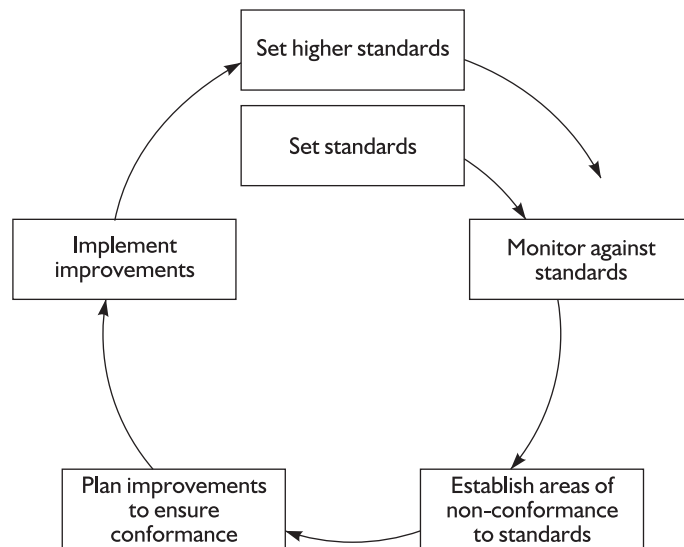 Set higher standards
Set standards
Implement
improvements
Monitor against
standards
Plan improvements
to ensure
conformance
Establish areas of
non-conformance
to standards